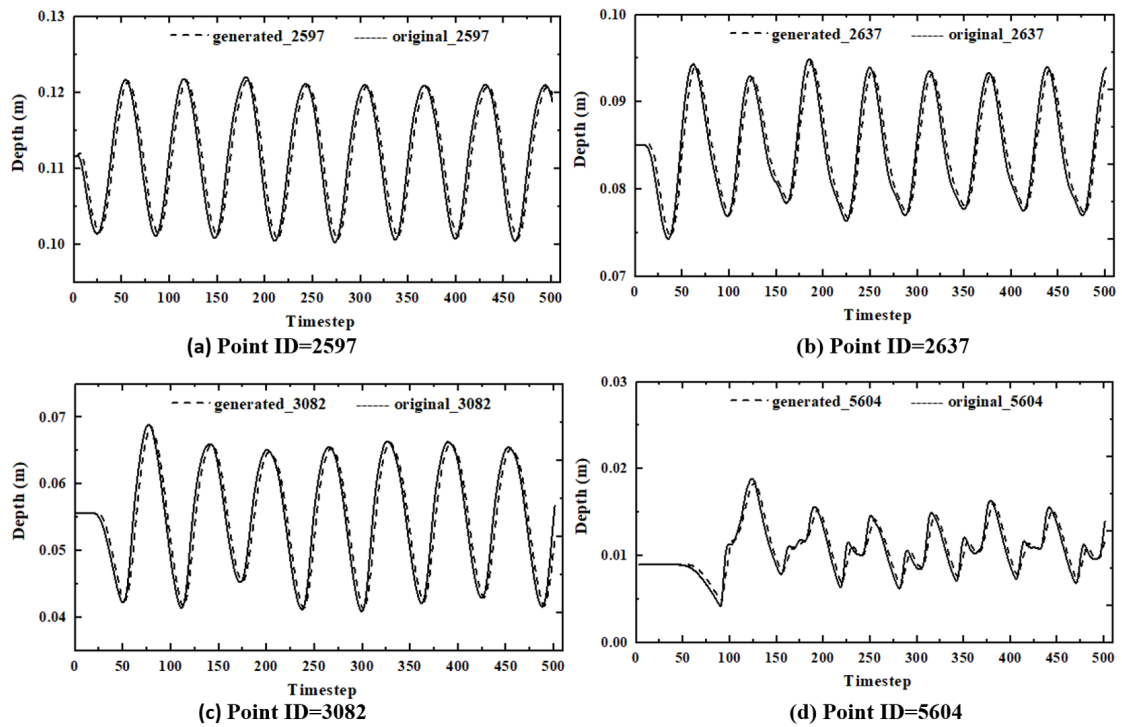 generated_2597 original_2597
Depth (m)
0.13
0.12
0.11
0.10
0 50 100 150 200 250 300 350 400 450 500
Timestep
(a) Point ID=2597
generated_2637 original_2637
Depth (m)
0.10
0.09
0.08
0.07
0 50 100 150 200 250 300 350 400 450 500
Timestep
(b) Point ID=2637
generated_3082 original_3082
Depth (m)
0.07
0.06
0.05
0.04
0 50 100 150 200 250 300 350 400 450 500
Timestep
(c) Point ID=3082
generated_5604 original_5604
Depth (m)
0.03
0.02
0.01
0.00
0 50 100 150 200 250 300 350 400 450 500
Timestep
(d) Point ID=5604